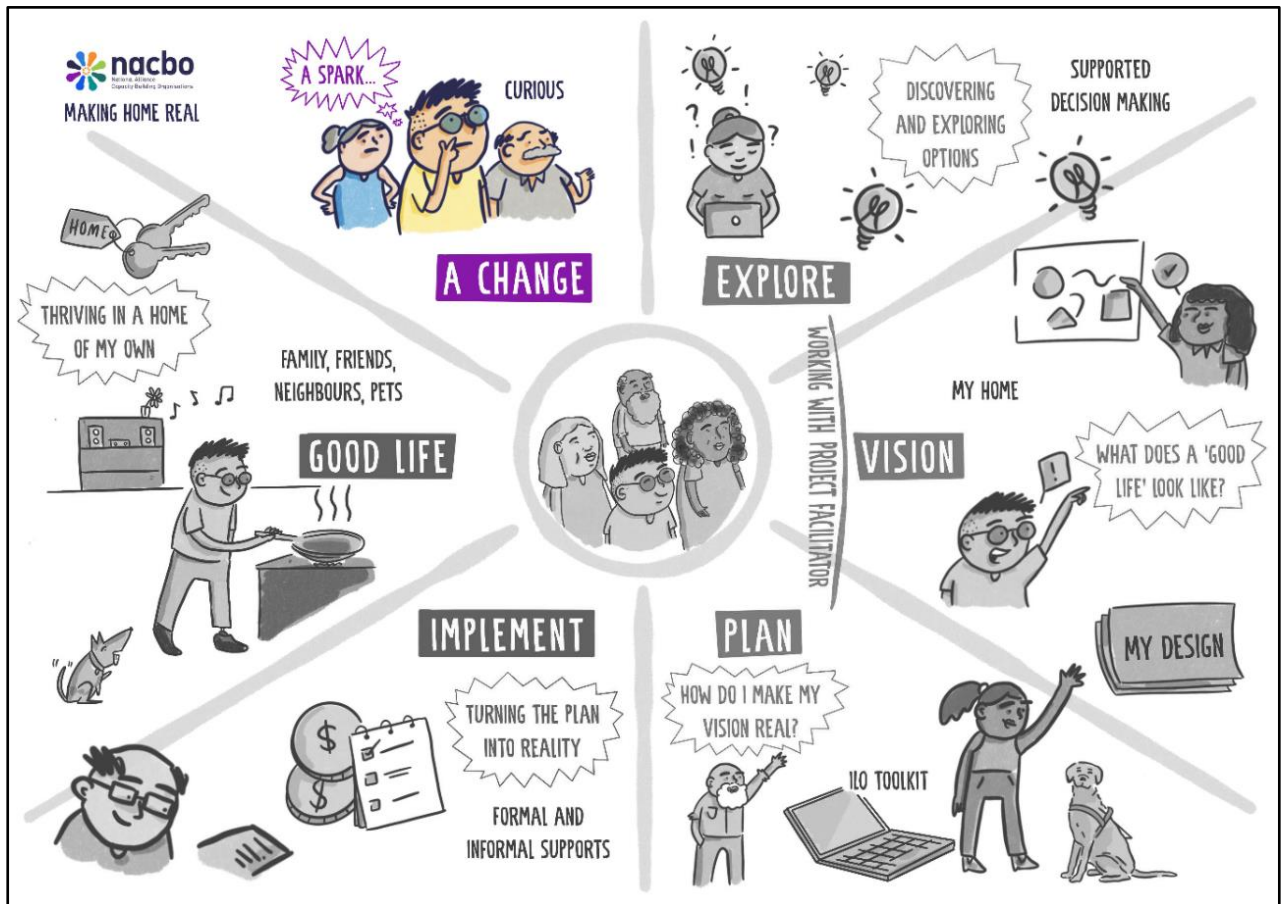 nacbo
National Alliance
Capacity Building Organisations
MAKING HOME REAL
A SPARK...
CURIOUS
A CHANGE
DISCOVERING
AND EXPLORING
OPTIONS
SUPPORTED
DECISION MAKING
EXPLORE
WORKING WITH PROJECT FACILITATOR
MY HOME
VISION
WHAT DOES A 'GOOD
LIFE' LOOK LIKE?
MY DESIGN
PLAN
HOW DO I MAKE MY
VISION REAL?
ILO TOOLKIT
IMPLEMENT
TURNING THE PLAN
INTO REALITY
FORMAL AND
INFORMAL SUPPORTS
$
$
GOOD LIFE
FAMILY, FRIENDS,
NEIGHBOURS, PETS
HOME
THRIVING IN A HOME
OF MY OWN